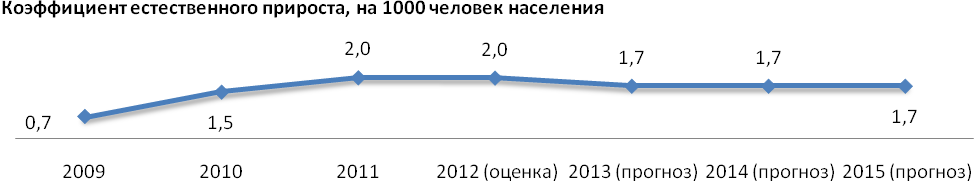 Коэффициент естественного прироста, на 1000 человек населения
2,0 2,0 1,7 1,7
0,7 1,5 1,7
2009 2010 2011 2012 (оценка) 2013 (прогноз) 2014 (прогноз) 2015 (прогноз)